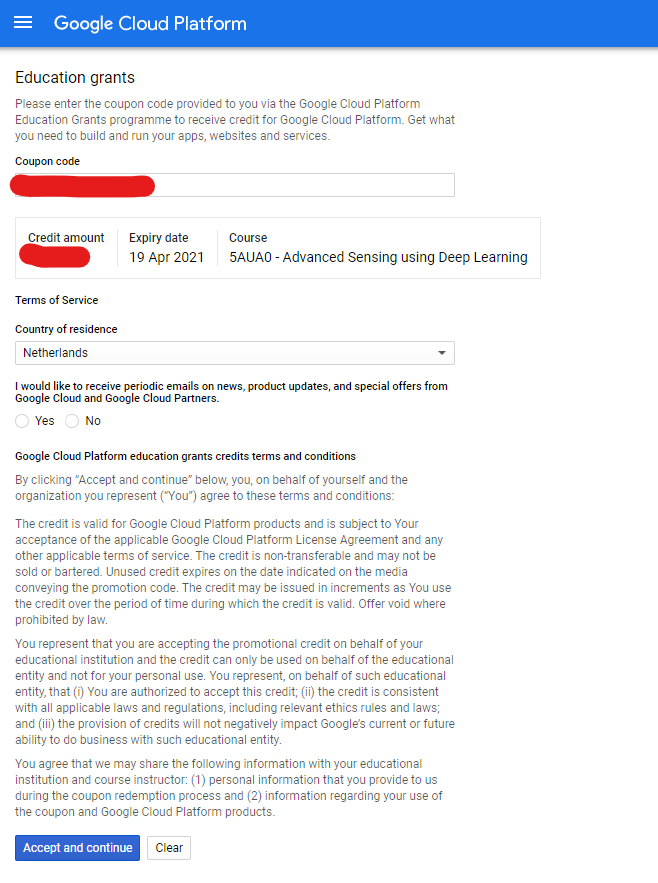 Google Cloud Platform
Education grants
Please enter the coupon code provided to you via the Google Cloud Platform
Education Grants programme to receive credit for Google Cloud Platform. Get what
you need to build and run your apps, websites and services.
Coupon code
Credit amount
Expiry date
Course
19 Apr 2021
5AUA0 - Advanced Sensing using Deep Learning
Terms of Service
Country of residence
Netherlands
I would like to receive periodic emails on news, product updates, and special offers from
Google Cloud and Google Cloud Partners.
Yes No
Google Cloud Platform education grants credits terms and conditions
By clicking “Accept and continue” below, you, on behalf of yourself and the
organization you represent (“You”) agree to these terms and conditions:
The credit is valid for Google Cloud Platform products and is subject to Your
acceptance of the applicable Google Cloud Platform License Agreement and any
other applicable terms of service. The credit is non-transferable and may not be
sold or bartered. Unused credit expires on the date indicated on the media
conveying the promotion code. The credit may be issued in increments as You use
the credit over the period of time during which the credit is valid. Offer void where
prohibited by law.
You represent that you are accepting the promotional credit on behalf of your
educational institution and the credit can only be used on behalf of the educational
entity and not for your personal use. You represent, on behalf of such educational
entity, that (i) You are authorized to accept this credit; (ii) the credit is consistent
with all applicable laws and regulations, including relevant ethics rules and laws;
and (iii) the provision of credits will not negatively impact Google’s current or future
ability to do business with such educational entity.
You agree that we may share the following information with your educational
institution and course instructor: (1) personal information that you provide to us
during the coupon redemption process and (2) information regarding your use of
the coupon and Google Cloud Platform products.
Accept and continue
Clear